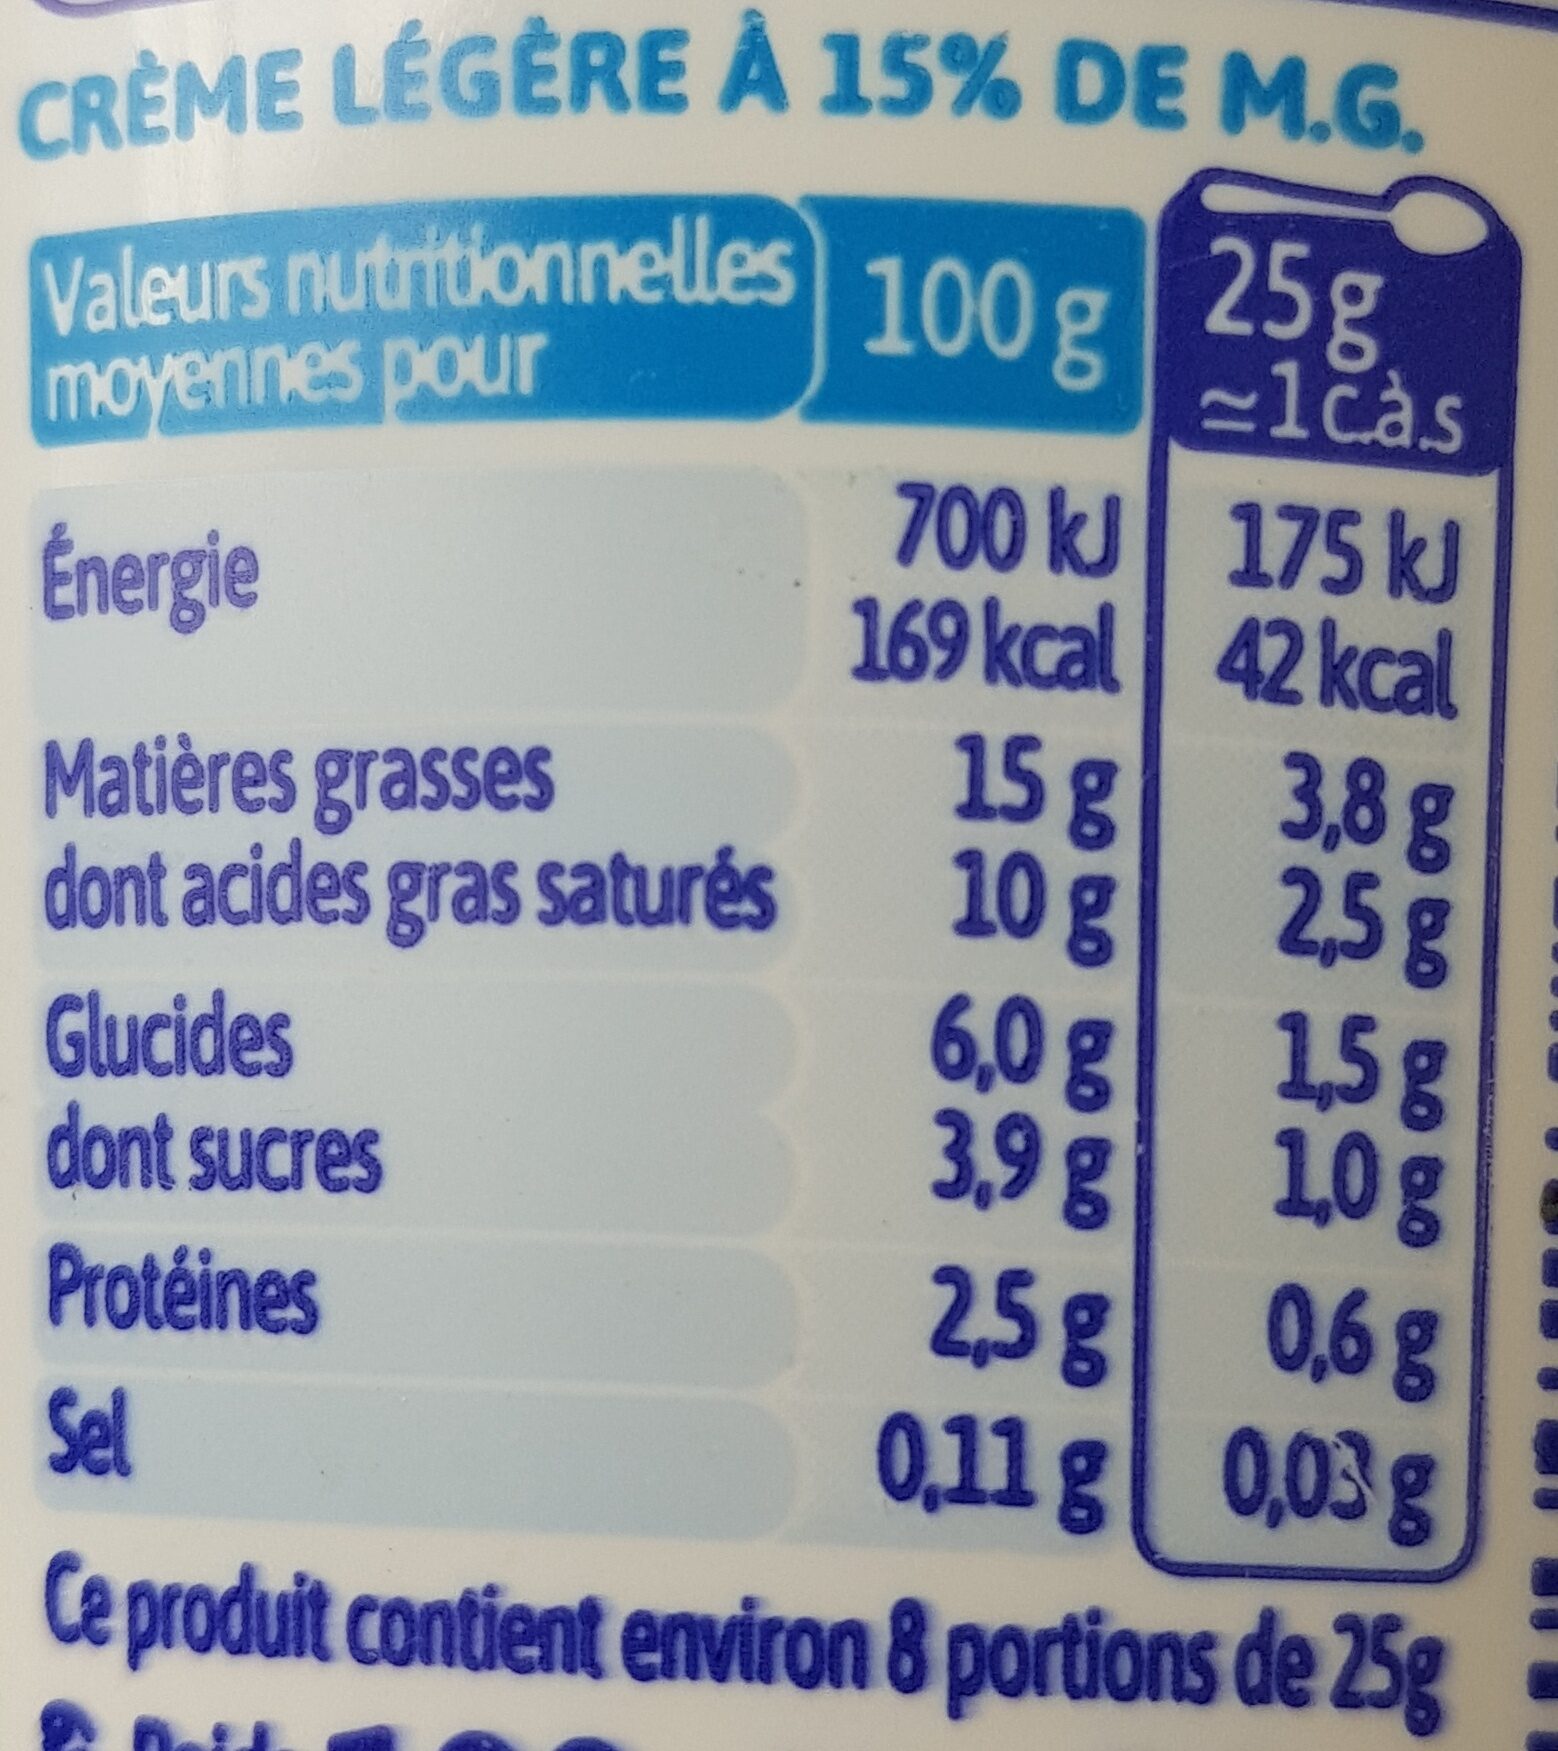 CRÈME LÉGÈRE À 15% DE M.G.
Valeurs nutritionnelles moyennes pour 100 g 25g ≃1c.à.s
Énergie 700 kJ 175 kJ
169 kcal 42 kcal
Matières grasses 15 g 3,8 g
dont acides gras saturés 10 g 2,5 g
Glucides 6,0 g 1,5 g
dont sucres 3,9 g 1,0 g
Protéines 2,5 g 0,6 g
Sel 0,11 g 0,03 g
Ce produit contient environ 8 portions de 25g